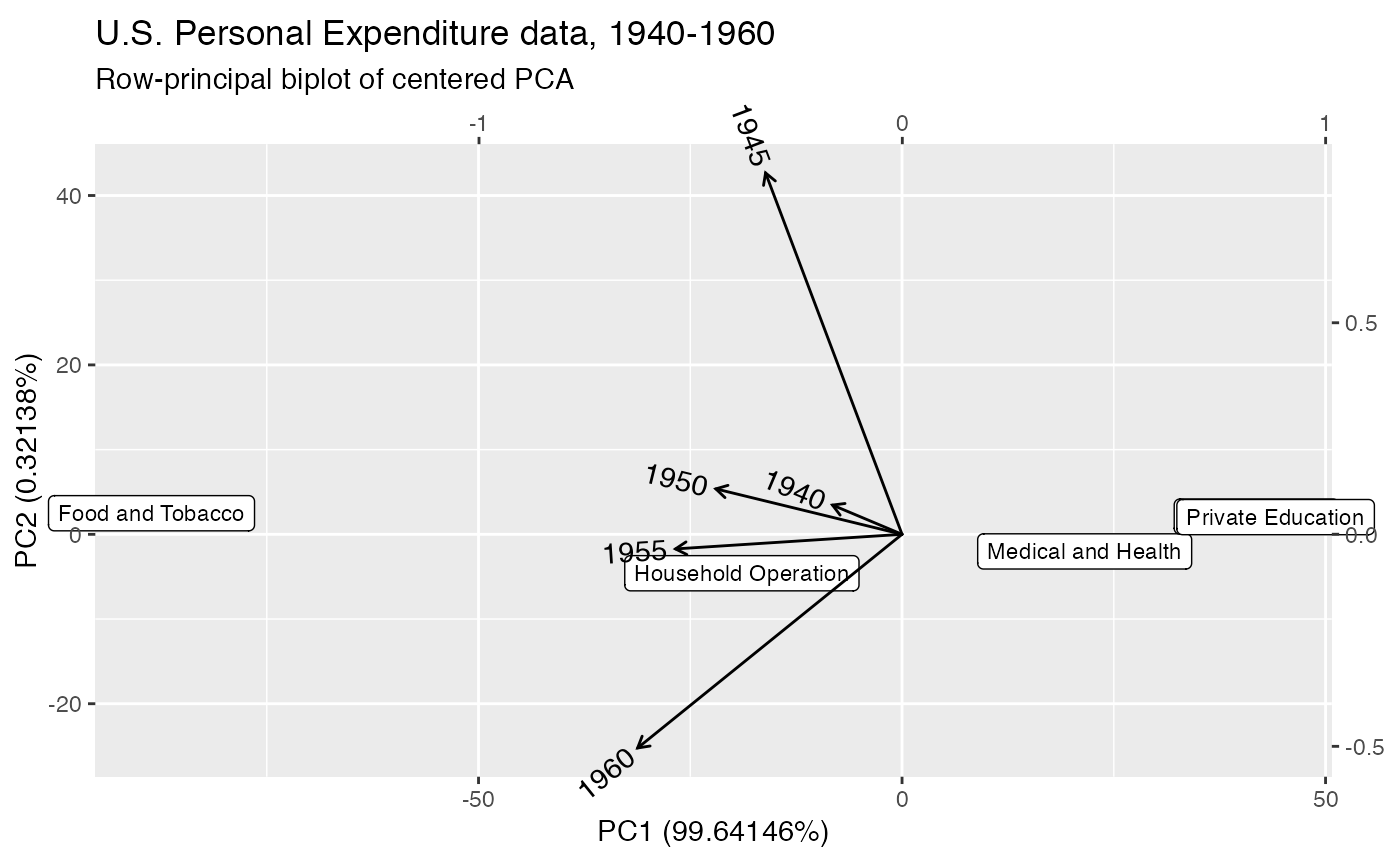 U.S. Personal Expenditure data, 1940-1960
Row-principal biplot of centered PCA
-1 0 1
1945
40
0.5
20
1950 1940
Food and Tobacco
Private Education
0 0.0
Medical and Health
1955
Household Operation
-20
-0.5
1960
-50 0 50
PC1 (99.64146%)
PC2 (0.32138%)